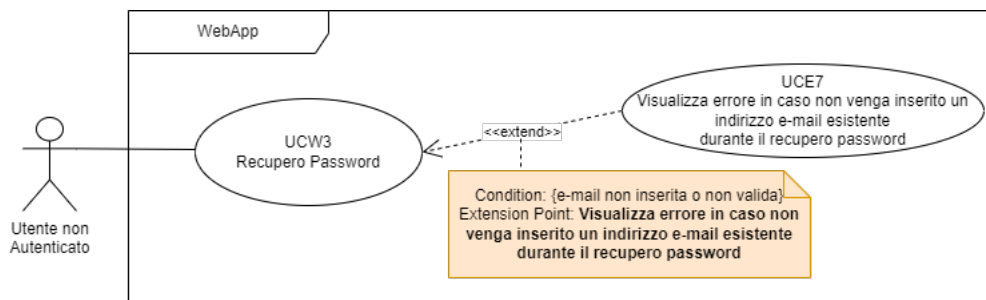 WebApp
UCE7
Visualizza errore in caso non venga inserito un
indirizzo e-mail esistente
durante il recupero password
<<extend>>
UCW3
Recupero Password
Condition: {e-mail non inserita o non valida}
Extension Point: Visualizza errore in caso non
venga inserito un indirizzo e-mail esistente
durante il recupero password
Utente non
Autenticato